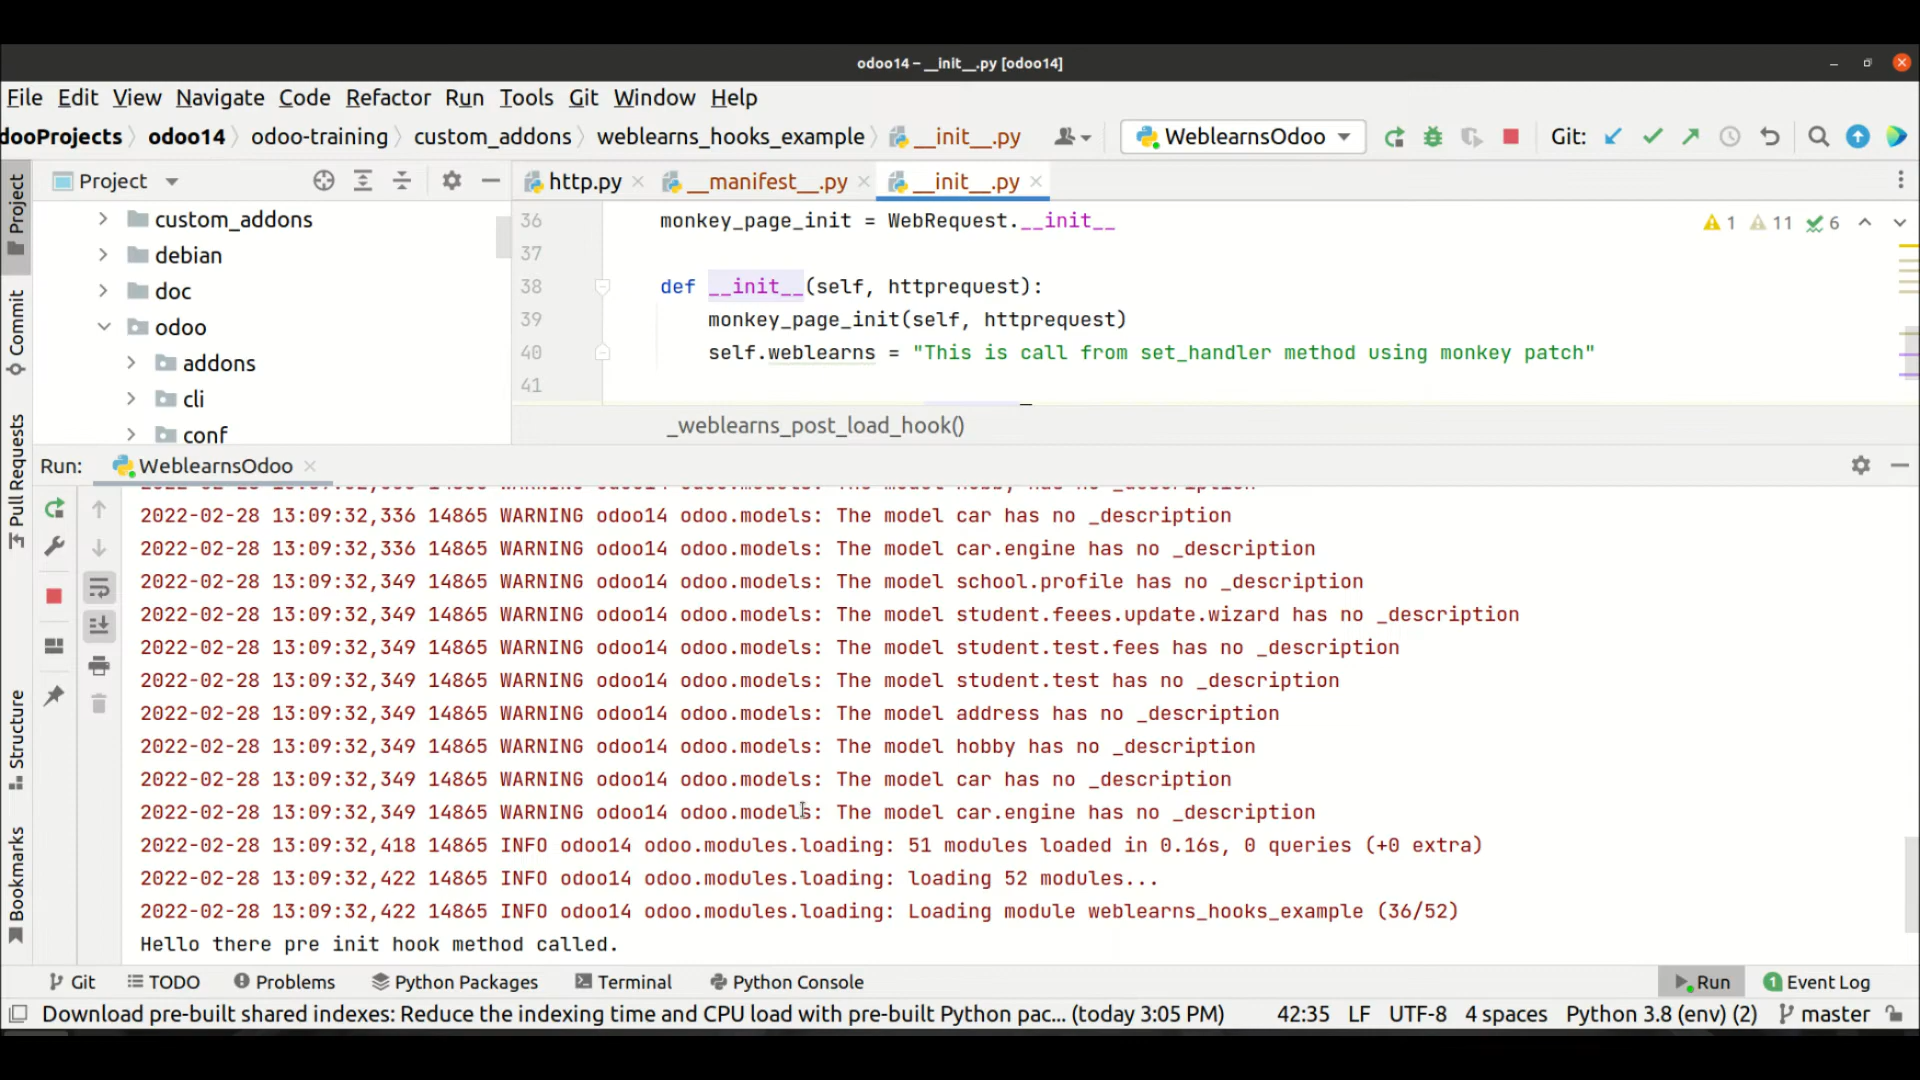 odoo14 – __init__.py [odoo14]
File Edit View Navigate Code Refactor Run Tools Git Window Help
dooProjects odoo14 odoo-training custom_addons weblearns_hooks_example __init__.py WeblearnsOdoo Git:
Project http.py __manifest__.py __init__.py
Project
Commit
Pull Requests
Structure
Bookmarks
custom_addons
debian
doc
odoo
addons
cli
conf
36 monkey_page_init = WebRequest.__init__
1 11 6
37
38 def __init__(self, httprequest):
39 monkey_page_init(self, httprequest)
40 self.weblearns = "This is call from set_handler method using monkey patch"
41
_weblearns_post_load_hook()
Run: WeblearnsOdoo
2022-02-28 13:09:32,336 14865 WARNING odoo14 odoo.models: The model hobby has no _description
2022-02-28 13:09:32,336 14865 WARNING odoo14 odoo.models: The model car has no _description
2022-02-28 13:09:32,336 14865 WARNING odoo14 odoo.models: The model car.engine has no _description
2022-02-28 13:09:32,349 14865 WARNING odoo14 odoo.models: The model school.profile has no _description
2022-02-28 13:09:32,349 14865 WARNING odoo14 odoo.models: The model student.feees.update.wizard has no _description
2022-02-28 13:09:32,349 14865 WARNING odoo14 odoo.models: The model student.test.fees has no _description
2022-02-28 13:09:32,349 14865 WARNING odoo14 odoo.models: The model student.test has no _description
2022-02-28 13:09:32,349 14865 WARNING odoo14 odoo.models: The model address has no _description
2022-02-28 13:09:32,349 14865 WARNING odoo14 odoo.models: The model hobby has no _description
2022-02-28 13:09:32,349 14865 WARNING odoo14 odoo.models: The model car has no _description
2022-02-28 13:09:32,349 14865 WARNING odoo14 odoo.models: The model car.engine has no _description
2022-02-28 13:09:32,418 14865 INFO odoo14 odoo.modules.loading: 51 modules loaded in 0.16s, 0 queries (+0 extra)
2022-02-28 13:09:32,422 14865 INFO odoo14 odoo.modules.loading: loading 52 modules...
2022-02-28 13:09:32,422 14865 INFO odoo14 odoo.modules.loading: Loading module weblearns_hooks_example (36/52)
Hello there pre init hook method called.
Git TODO Problems Python Packages Terminal Python Console Run 1 Event Log
Download pre-built shared indexes: Reduce the indexing time and CPU load with pre-built Python pac... (today 3:05 PM) 42:35 LF UTF-8 4 spaces Python 3.8 (env) (2) master